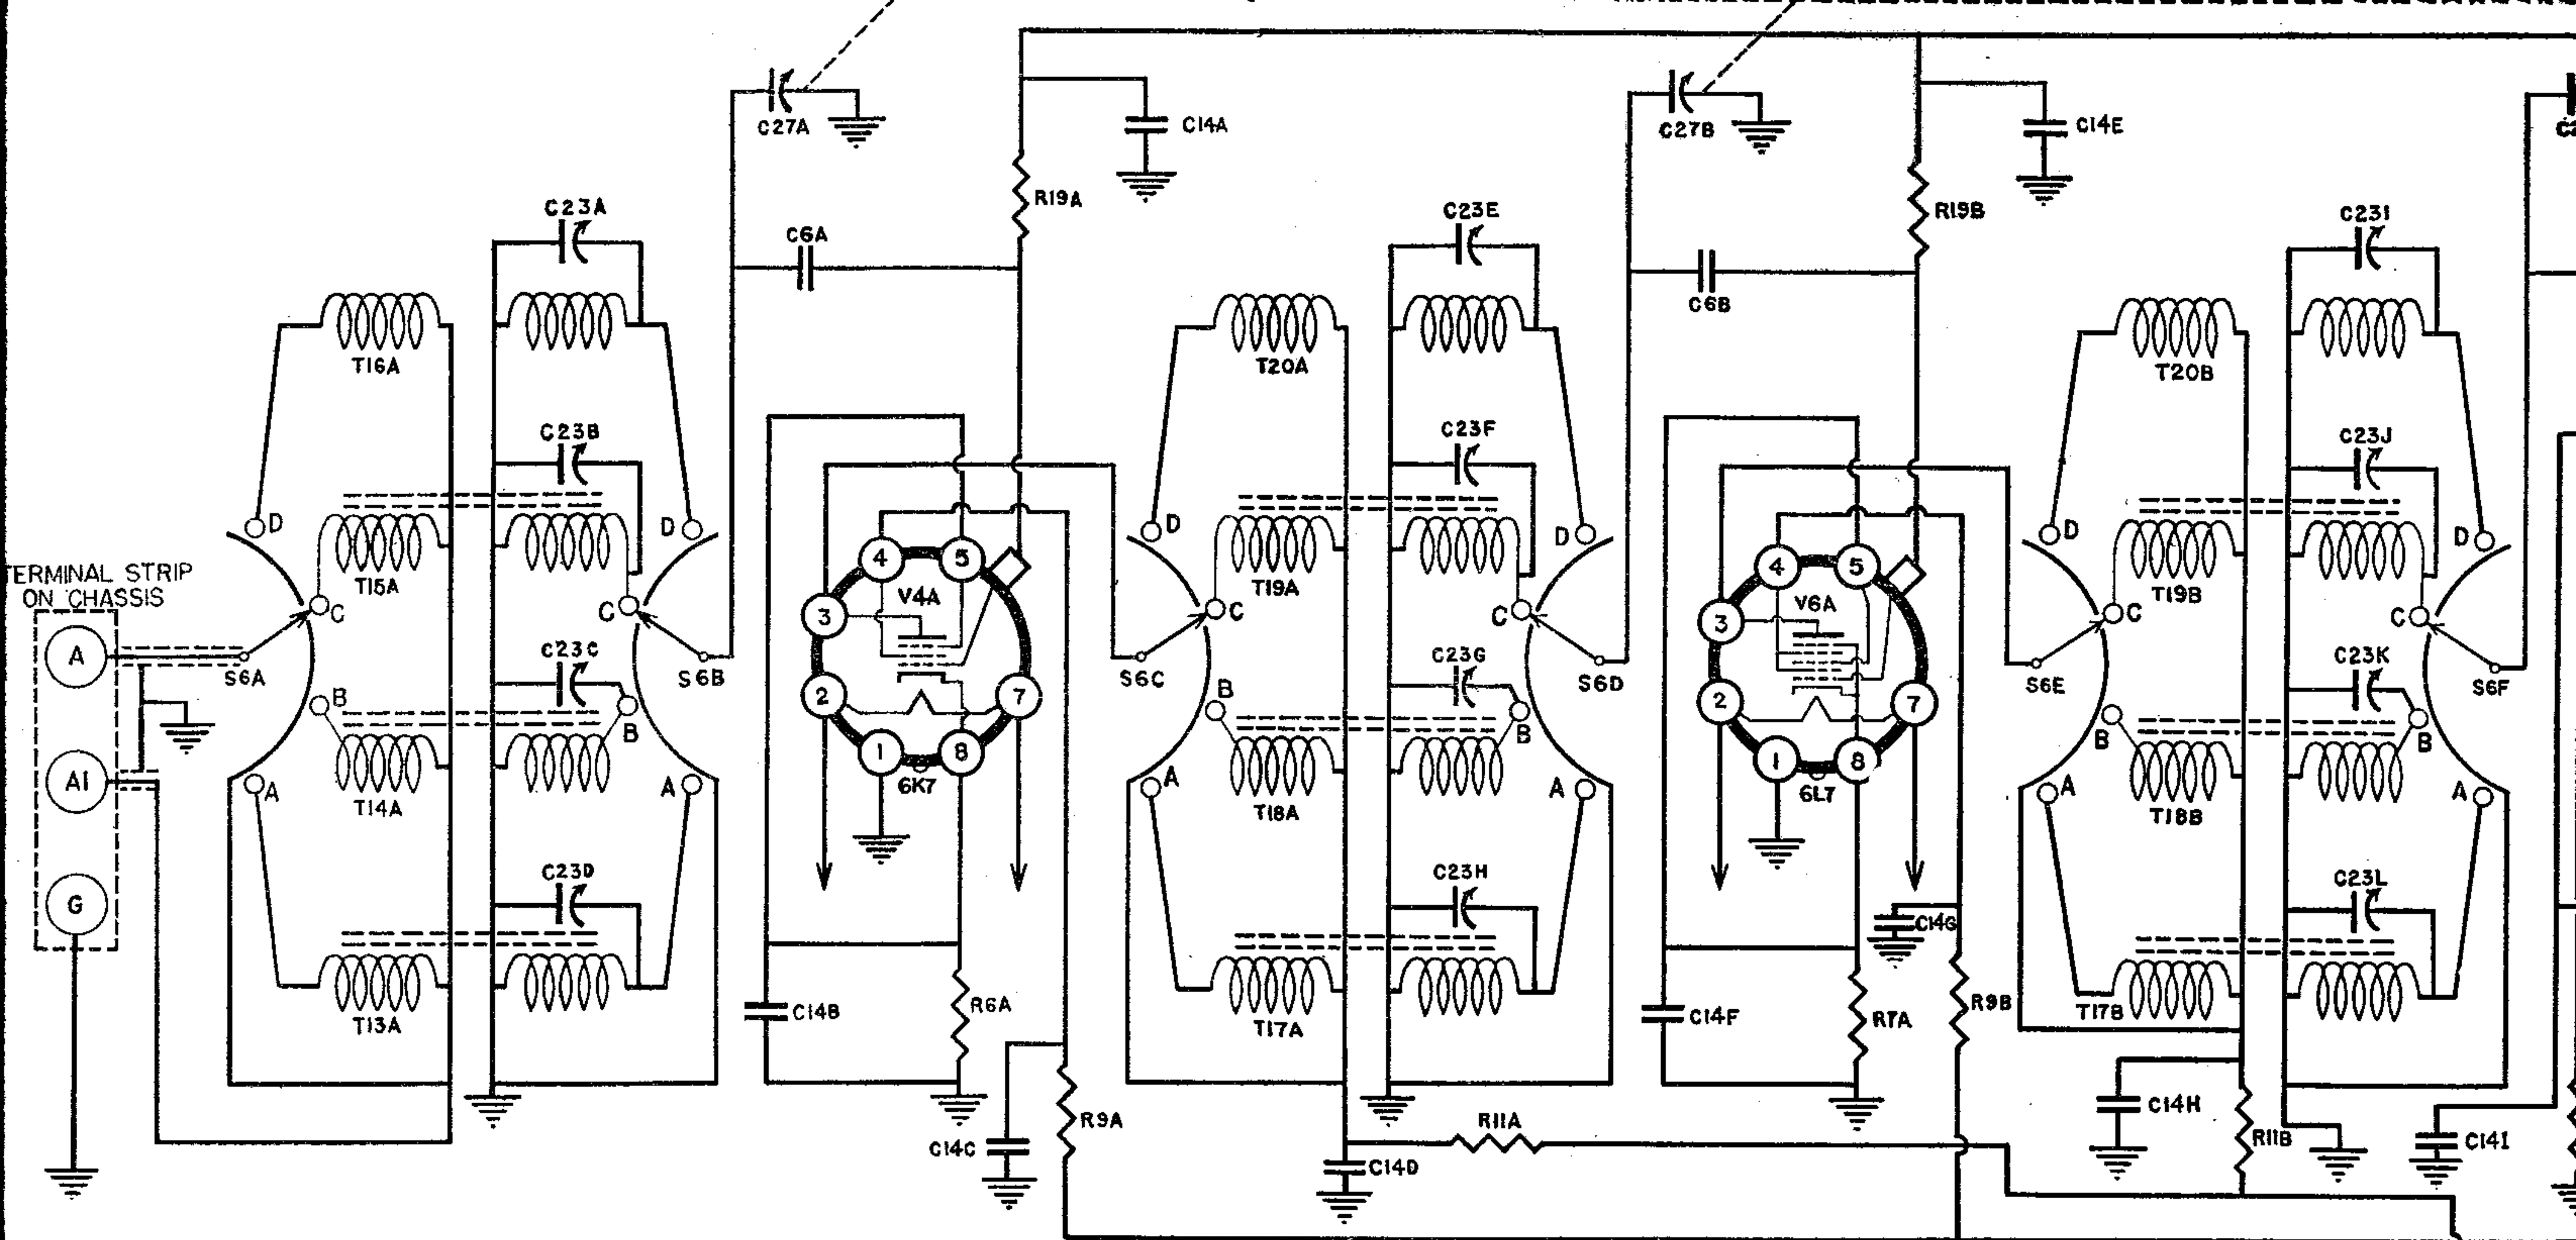 C27A
C14A
C27B
C14E
C23A
R19A
C23E
R19B
C23I
C6A
C6B
T16A
T20A
T20B
C23B
C23F
C23J
D
D
D
D
D
D
TERMINAL STRIP
ON CHASSIS
T15A
4
5
V4A
T19A
4
5
V6A
T19B
C
C
3
C
C
3
C
C
A
S6A
C23C
S6B
S6C
C23G
S6D
S6E
C23K
S6F
B
B
2
7
B
B
2
7
B
B
A1
A
T14A
A
1
8
6K7
A
T18A
A
1
8
6L7
A
T18B
A
G
C23D
C23H
C14G
C23L
T13A
C14B
R6A
T17A
C14F
R7A
R9B
T17B
C14C
R9A
C14D
R11A
C14H
R11B
C14I